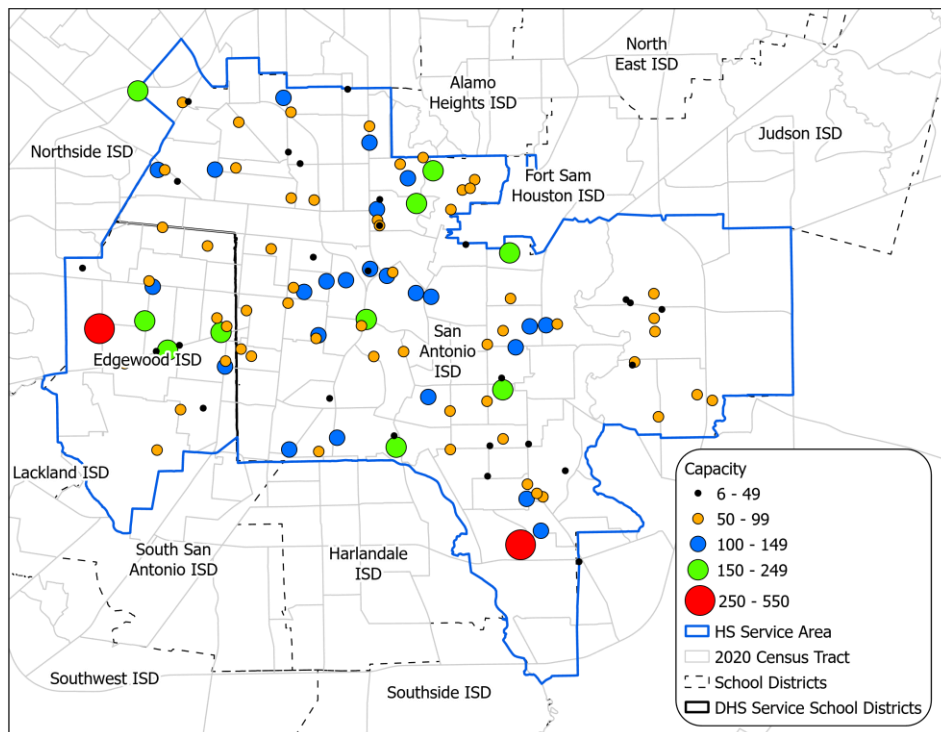 North
East ISD
Alamo
Heights ISD
Judson ISD
Northside ISD
Fort Sam
Houston ISD
San
Antonio
ISD
Edgewood ISD
Lackland ISD
South San
Antonio ISD
Harlandale
ISD
Southwest ISD
Southside ISD
Capacity
6 - 49
50 - 99
100 - 149
150 - 249
250 - 550
HS Service Area
2020 Census Tract
School Districts
DHS Service School Districts